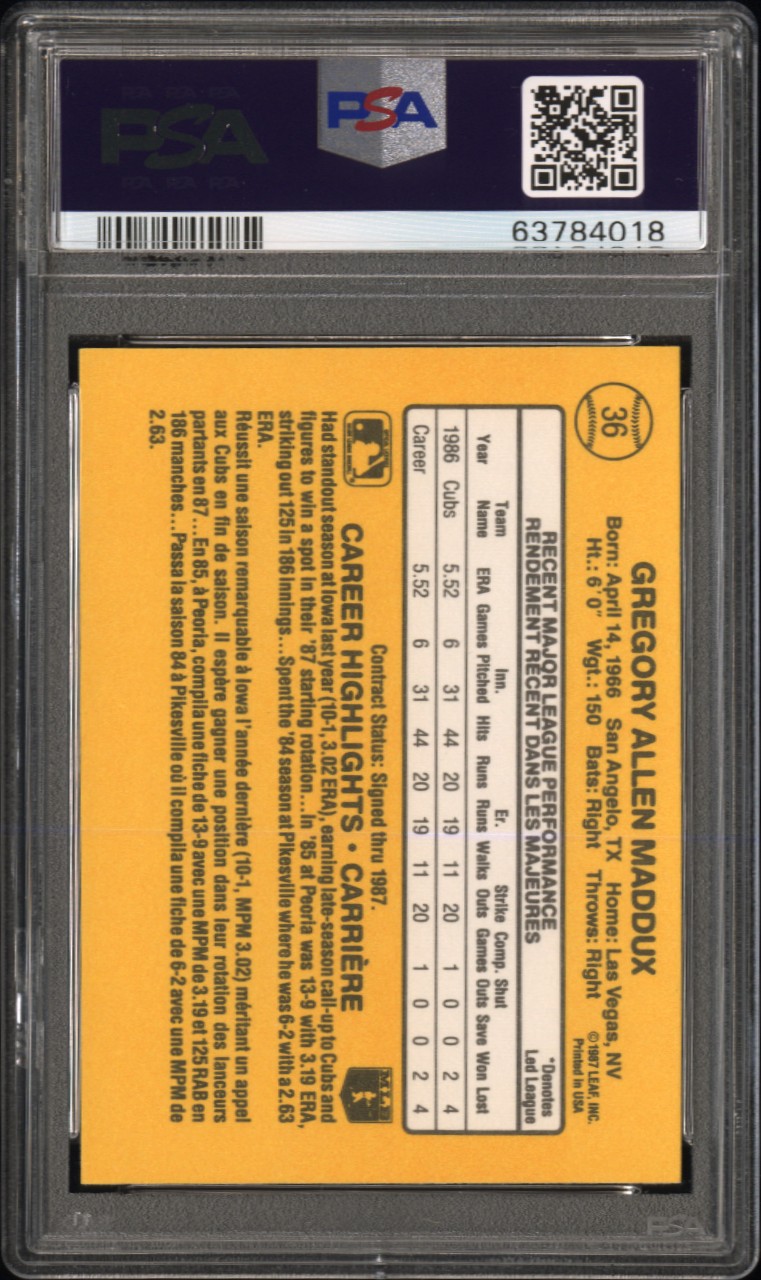 PSA
PSA
63784018
36
GREGORY ALLEN MADDUX
Born: April 14, 1966 San Angelo, TX Home: Las Vegas, NV
Ht.: 6'0" Wgt.: 150 Bats: Right Throws: Right
© 1987 LEAF, INC.
Printed in USA
RECENT MAJOR LEAGUE PERFORMANCE
RENDEMENT RÉCENT DANS LES MAJEURES
*Denotes
Led League
Team Inn. Er. Strike Comp. Shut
Year Name ERA Games Pitched Hits Runs Runs Walks Outs Games Outs Save Won Lost
1986 Cubs 5.52 6 31 44 20 19 11 20 1 0 0 2 4
Career 5.52 6 31 44 20 19 11 20 1 0 0 2 4
Contract Status: Signed thru 1987.
CAREER HIGHLIGHTS • CARRIÈRE
MLB
Had standout season at Iowa last year (10-1, 3.02 ERA), earning late-season call-up to Cubs and
figures to win a spot in their '87 starting rotation...In '85 at Peoria was 13-9 with 3.19 ERA,
striking out 125 in 186 innings...Spent the '84 season at Pikesville where he was 6-2 with a 2.63
ERA.
Réussit une saison remarquable à Iowa l'année dernière (10-1, MPM 3.02) méritant un appel
aux Cubs en fin de saison. Il espère gagner une position dans leur rotation des lanceurs
partants en 87...En 85, à Peoria, compila une fiche de 13-9 avec une MPM de 3.19 et 125 RAB en
186 manches...Passa la saison 84 à Pikesville où il compila une fiche de 6-2 avec une MPM de
2.63.
PSA